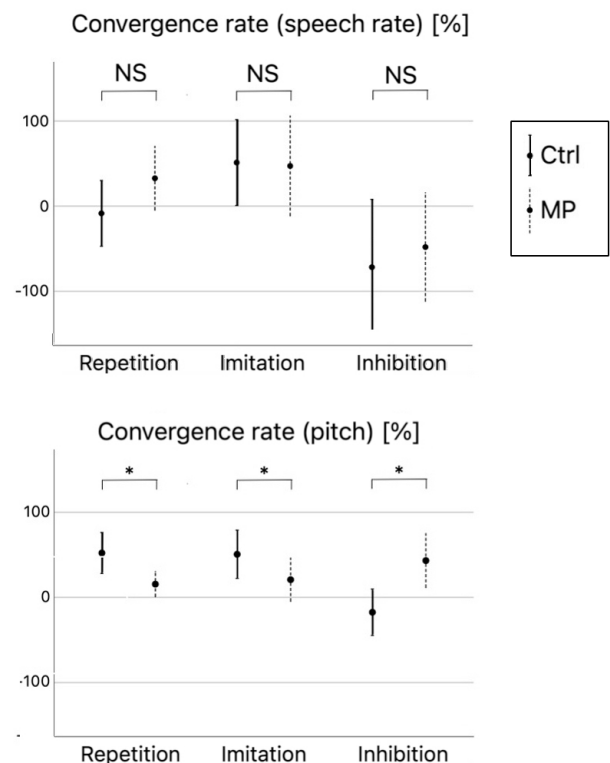 Convergence rate (speech rate) [%]
NS NS NS
100
0
-100
Repetition Imitation Inhibition
Ctrl
MP
Convergence rate (pitch) [%]
* * *
100
0
-100
Repetition Imitation Inhibition